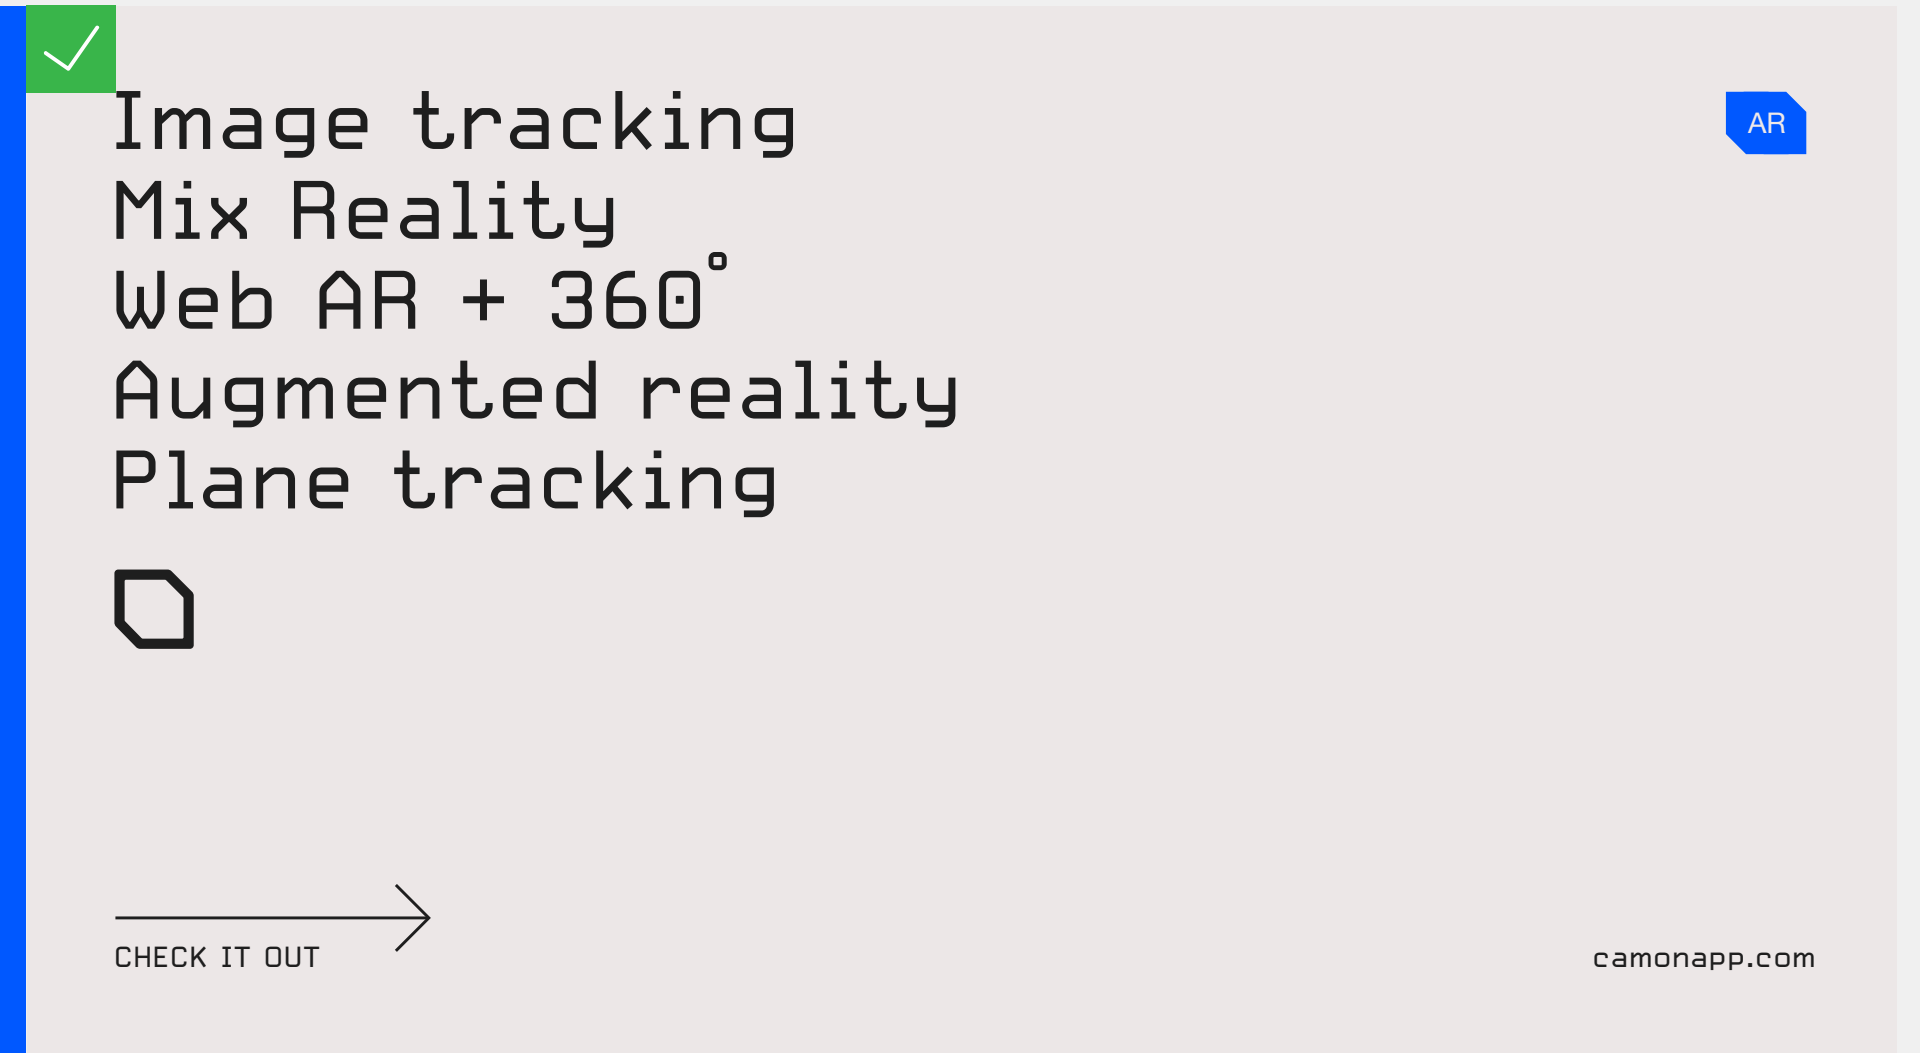 Image tracking
Mix Reality
Web AR + 360°
Augmented reality
Plane tracking
AR
CHECK IT OUT
camonapp.com